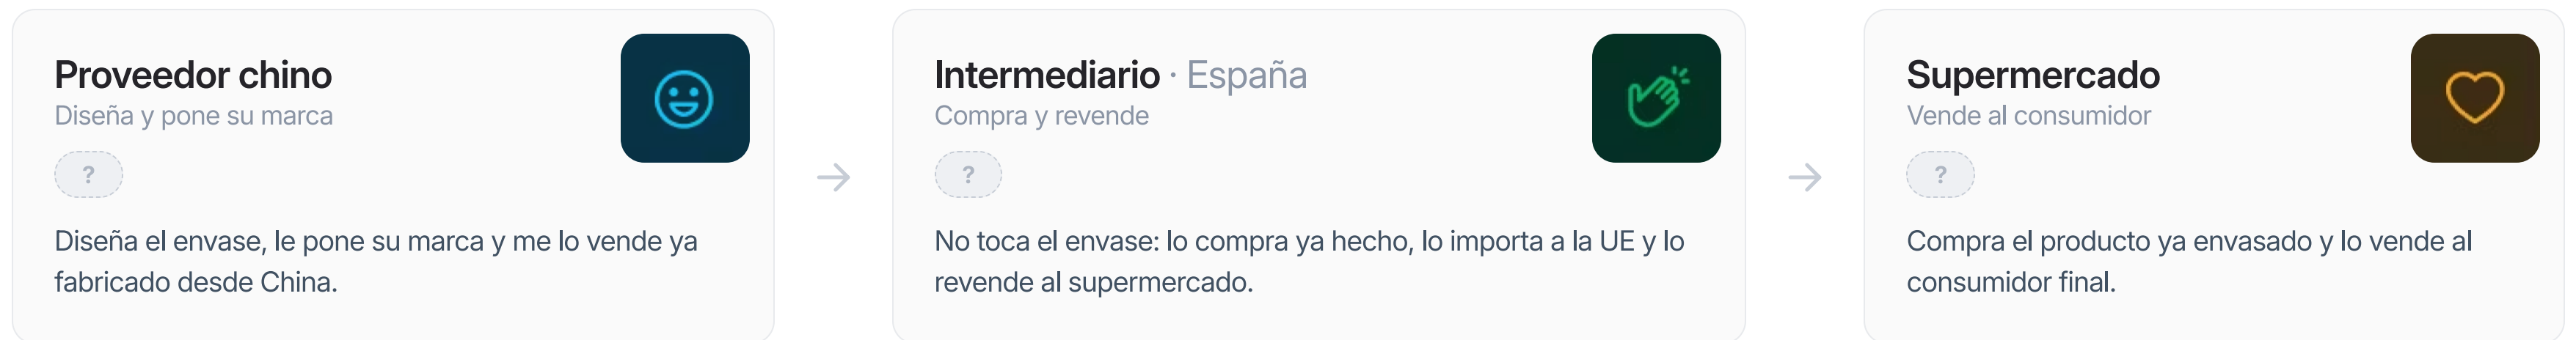 Proveedor chino
Diseña y pone su marca
?
Diseña el envase, le pone su marca y me lo vende ya
fabricado desde China.
Intermediario · España
Compra y revende
?
No toca el envase: lo compra ya hecho, lo importa a la UE y lo
revende al supermercado.
Supermercado
Vende al consumidor
?
Compra el producto ya envasado y lo vende al
consumidor final.